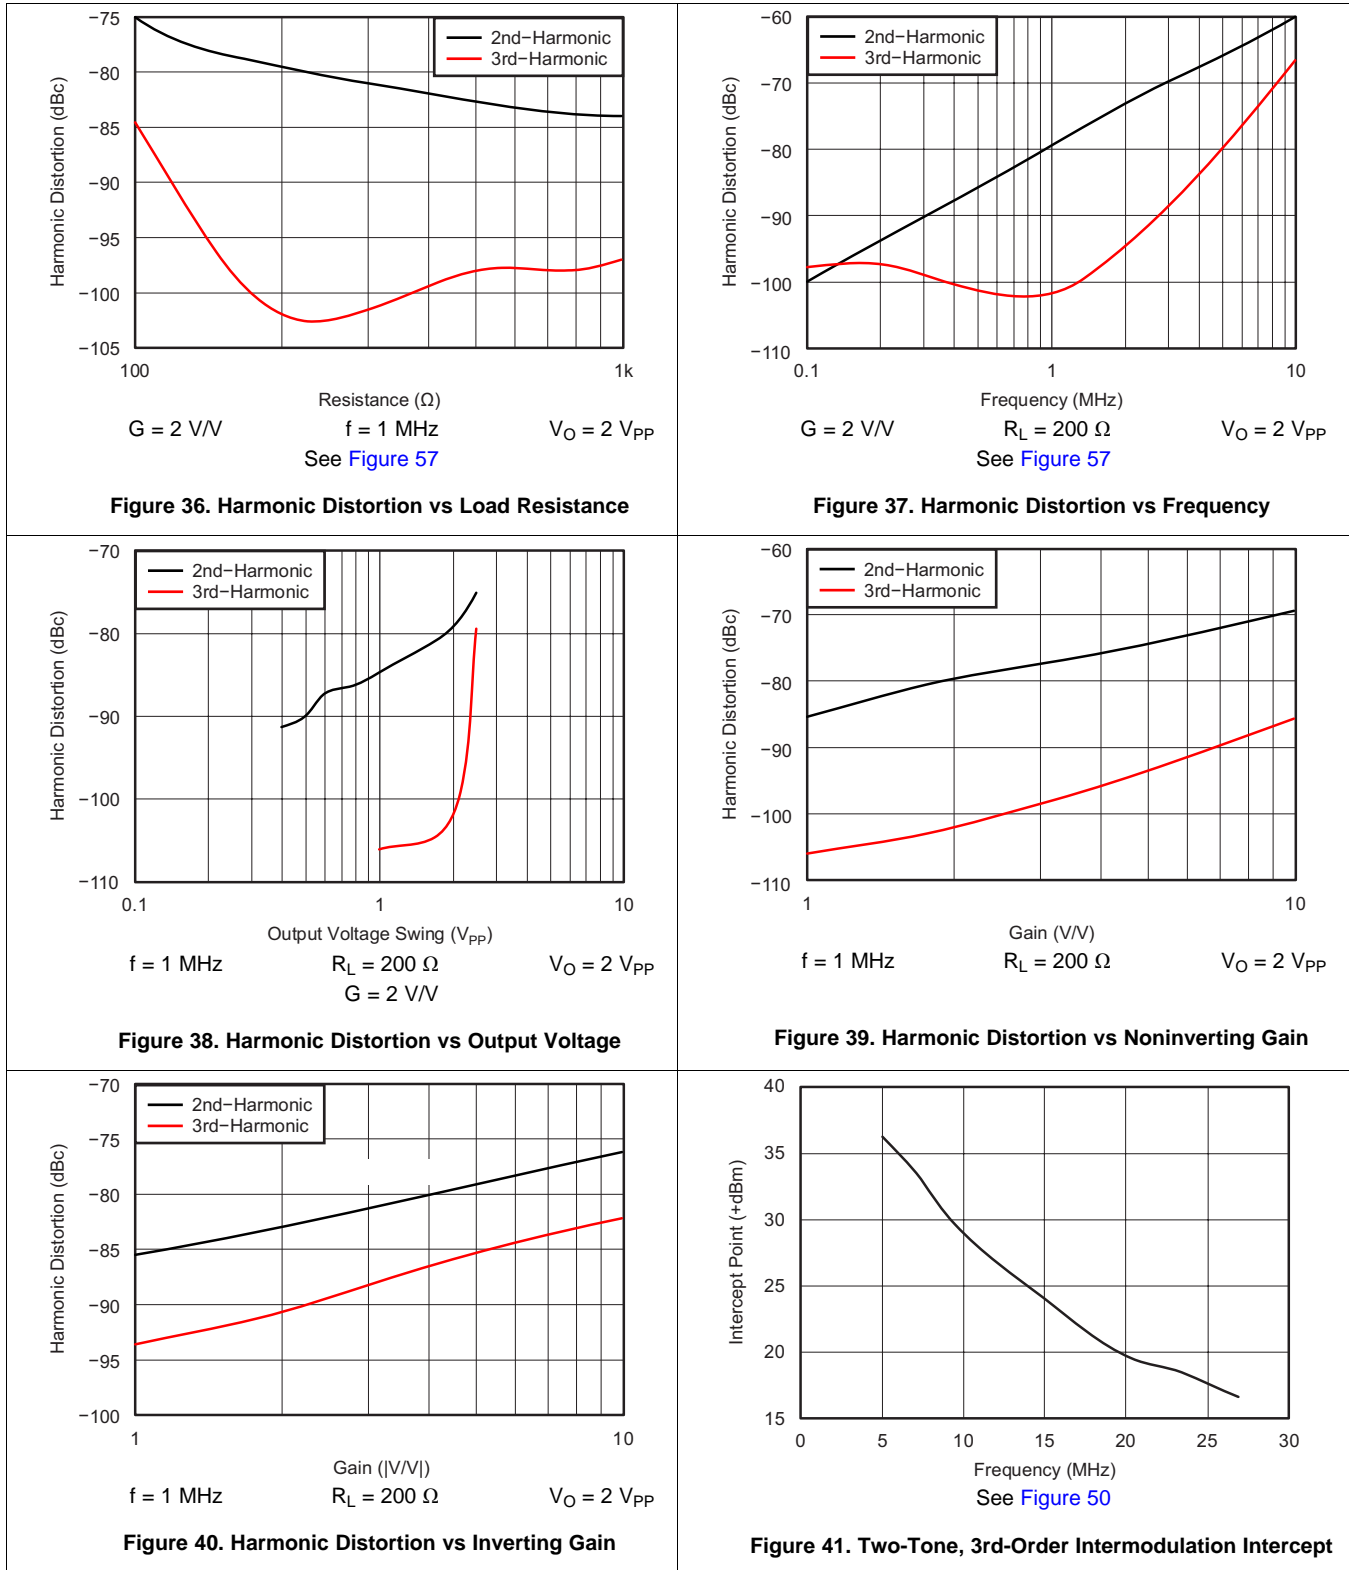 −75
−80
−85
−90
−95
−100
−105
Harmonic Distortion (dBc)
2nd−Harmonic
3rd−Harmonic
100
1k
Resistance (Ω)
G = 2 V/V
f = 1 MHz
VO = 2 VPP
See Figure 57
Figure 36. Harmonic Distortion vs Load Resistance
−60
−70
−80
−90
−100
−110
Harmonic Distortion (dBc)
2nd−Harmonic
3rd−Harmonic
0.1
1
10
Frequency (MHz)
G = 2 V/V
RL = 200 Ω
VO = 2 VPP
See Figure 57
Figure 37. Harmonic Distortion vs Frequency
−70
−80
−90
−100
−110
Harmonic Distortion (dBc)
2nd−Harmonic
3rd−Harmonic
0.1
1
10
Output Voltage Swing (VPP)
f = 1 MHz
RL = 200 Ω
VO = 2 VPP
G = 2 V/V
Figure 38. Harmonic Distortion vs Output Voltage
−60
−70
−80
−90
−100
−110
Harmonic Distortion (dBc)
2nd−Harmonic
3rd−Harmonic
1
10
Gain (V/V)
f = 1 MHz
RL = 200 Ω
VO = 2 VPP
Figure 39. Harmonic Distortion vs Noninverting Gain
−70
−75
−80
−85
−90
−95
−100
Harmonic Distortion (dBc)
2nd−Harmonic
3rd−Harmonic
1
10
Gain (|V/V|)
f = 1 MHz
RL = 200 Ω
VO = 2 VPP
Figure 40. Harmonic Distortion vs Inverting Gain
40
35
30
25
20
15
Intercept Point (+dBm)
0
5
10
15
20
25
30
Frequency (MHz)
See Figure 50
Figure 41. Two-Tone, 3rd-Order Intermodulation Intercept